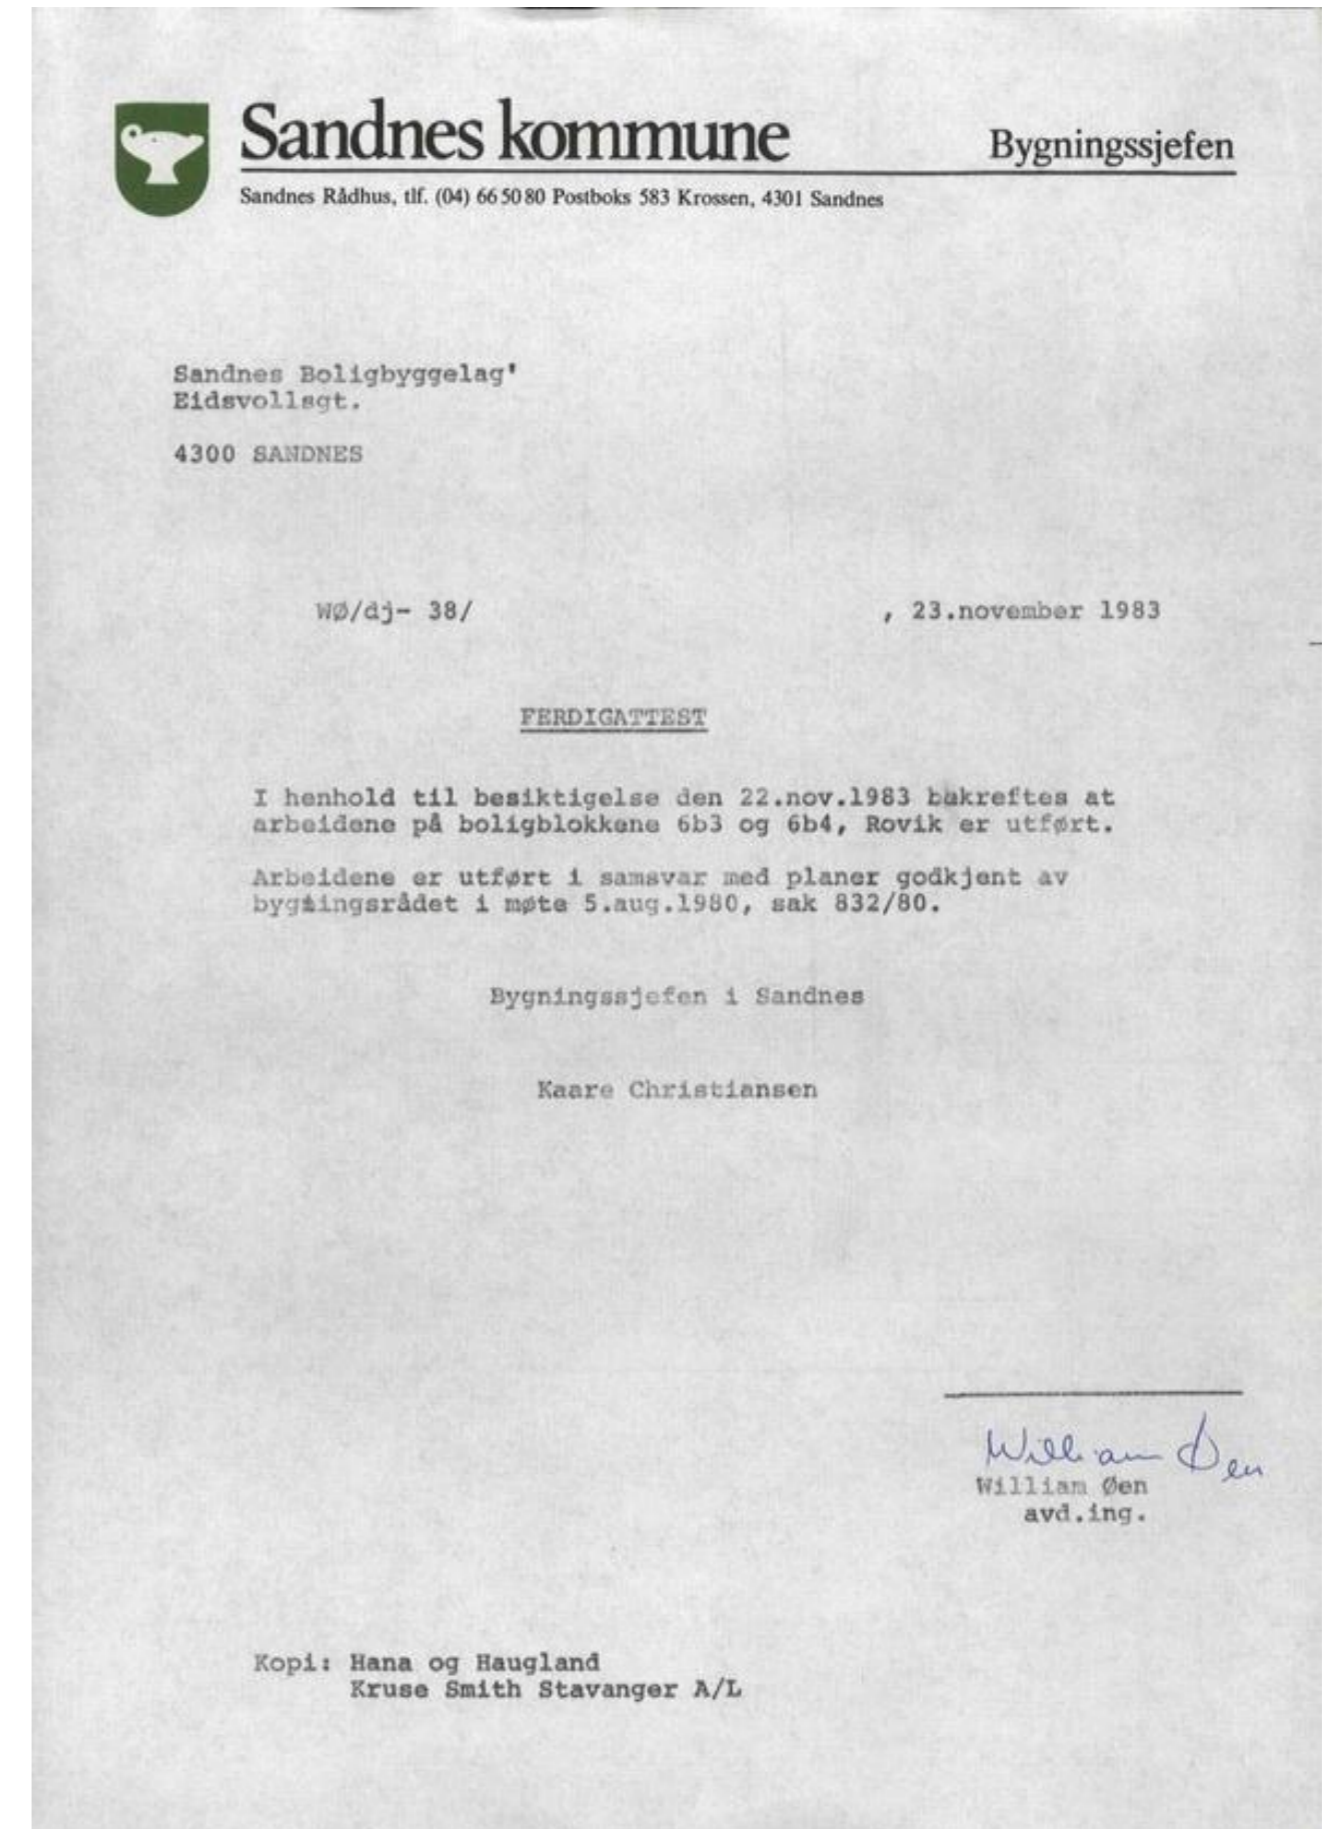 Sandnes kommune
Bygningssjefen
Sandnes Rådhus, tlf. (04) 66 50 80 Postboks 583 Krossen, 4301 Sandnes
Sandnes Boligbyggelag'
Eidsvollsgt.
4300 SANDNES
WØ/dj- 38/ , 23.november 1983
FERDIGATTEST
I henhold til besiktigelse den 22.nov.1983 bekreftes at
arbeidene på boligblokkene 6b3 og 6b4, Rovik er utført.
Arbeidene er utført i samsvar med planer godkjent av
bygningsrådet i møte 5.aug.1980, sak 832/80.
Bygningssjefen i Sandnes
Kaare Christiansen
William Øen
William Øen
avd.ing.
Kopi: Hana og Haugland
Kruse Smith Stavanger A/L